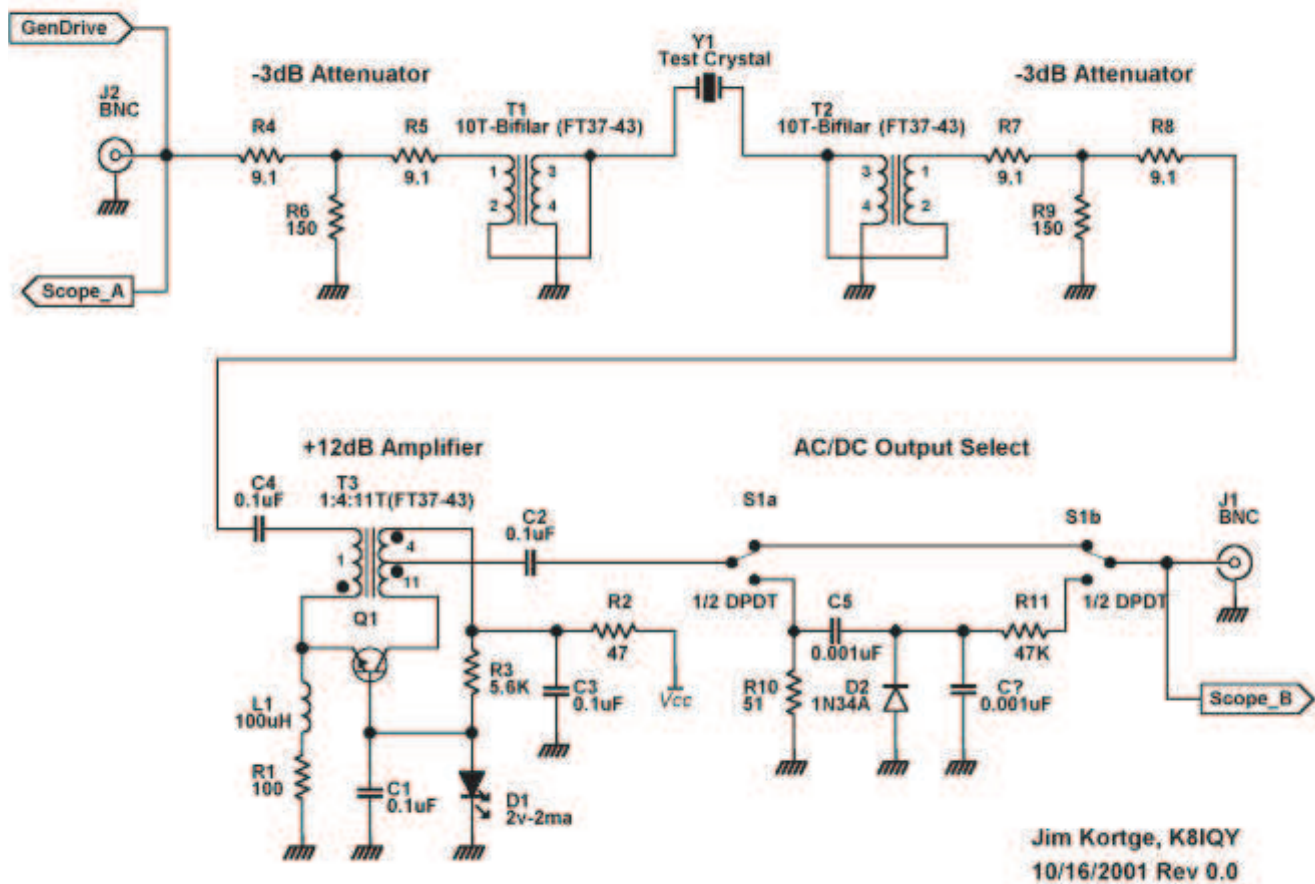 GenDrive
Y1
Test Crystal
-3dB Attenuator
-3dB Attenuator
J2
BNC
R4
9.1
R5
9.1
T1
10T-Bifilar (FT37-43)
T2
10T-Bifilar (FT37-43)
R7
9.1
R8
9.1
1
3
2
4
3
1
4
2
R6
150
R9
150
Scope_A
+12dB Amplifier
AC/DC Output Select
C4
0.1uF
T3
1:4:11T(FT37-43)
C2
0.1uF
S1a
S1b
J1
BNC
1
4
11
Q1
R2
47
1/2 DPDT
C5
0.001uF
R11
47K
1/2 DPDT
L1
100uH
R3
5.6K
C3
0.1uF
Vcc
R10
51
D2
1N34A
C?
0.001uF
Scope_B
R1
100
C1
0.1uF
D1
2v-2ma
Jim Kortge, K8IQY
10/16/2001 Rev 0.0